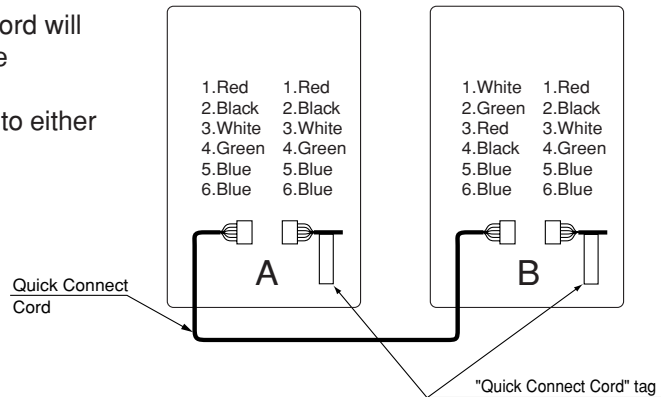 ord will
e
to either
1.Red 1.Red
2.Black 2.Black
3.White 3.White
4.Green 4.Green
5.Blue 5.Blue
6.Blue 6.Blue
A
1.White 1.Red
2.Green 2.Black
3.Red 3.White
4.Black 4.Green
5.Blue 5.Blue
6.Blue 6.Blue
B
Quick Connect
Cord
"Quick Connect Cord" tag